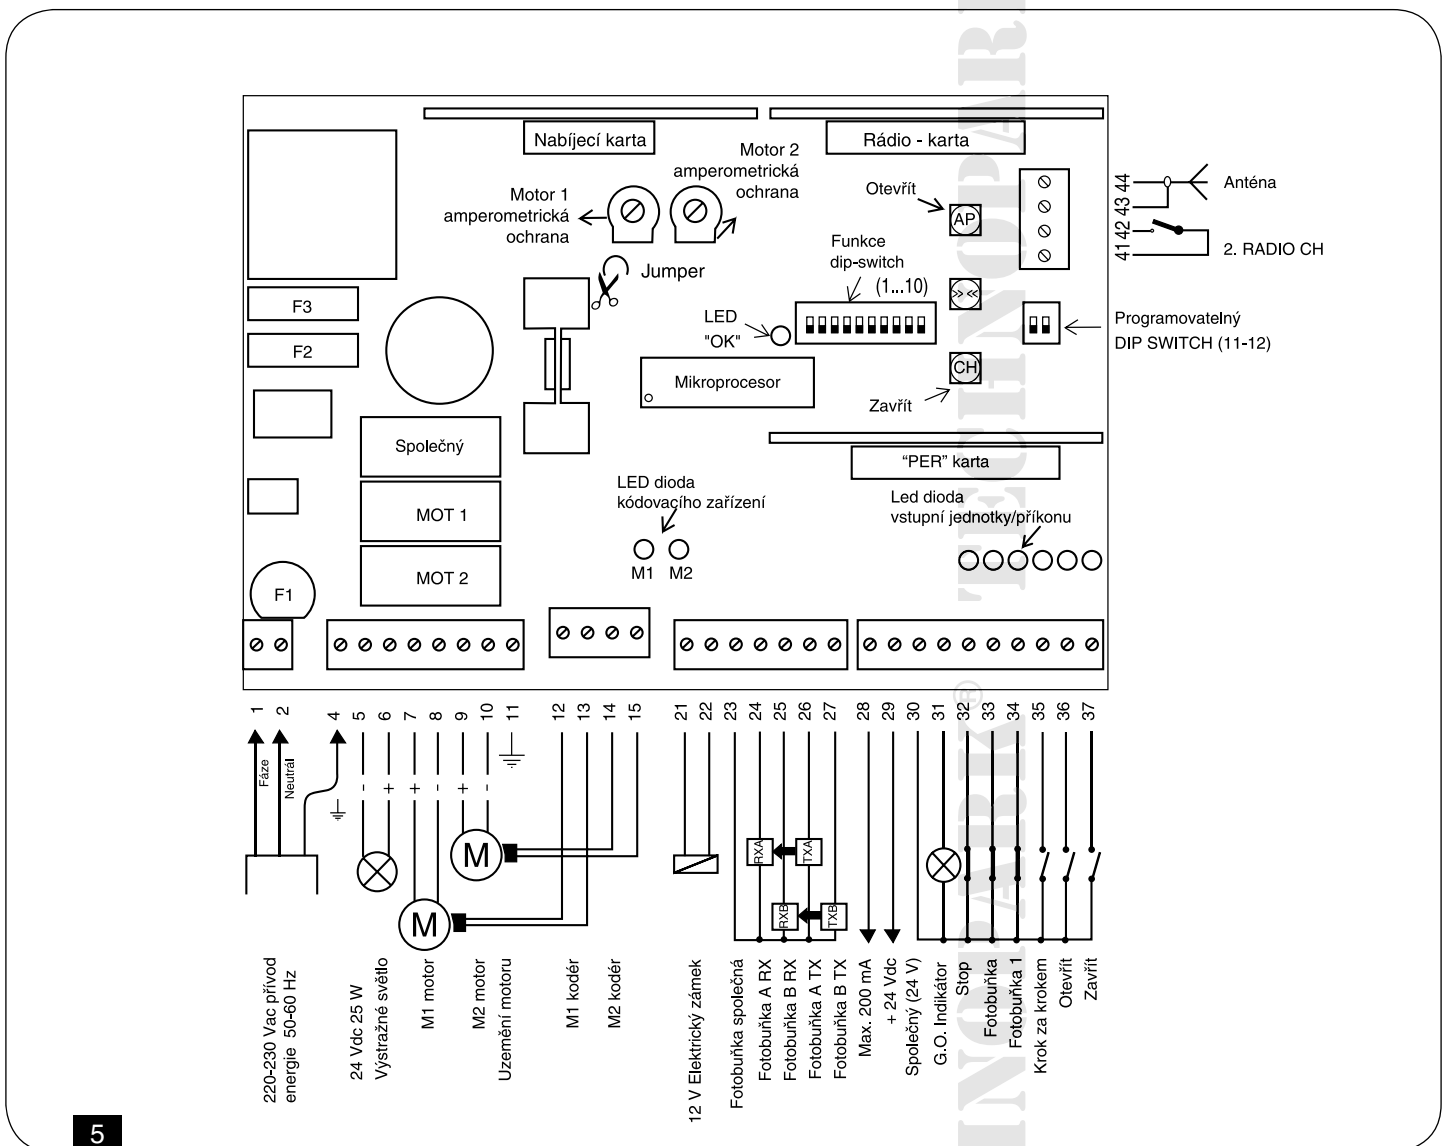 Nabíjecí karta
Rádio - karta
Motor 2
amperometrická
ochrana
Motor 1
amperometrická
ochrana
Otevřít
AP
44
43
42
41
Anténa
2. RADIO CH
Jumper
Funkce
dip-switch
(1...10)
>> <<
LED
"OK"
Programovatelný
DIP SWITCH (11-12)
F3
F2
Mikroprocesor
CH
Zavřít
Společný
“PER” karta
MOT 1
LED dioda
kódovacího zařízení
Led dioda
vstupní jednotky/příkonu
M1 M2
MOT 2
F1
1 2 4 5 6 7 8 9 10 11 12 13 14 15 21 22 23 24 25 26 27 28 29 30 31 32 33 34 35 36 37
Fáze
Neutrál
- + + - + -
RXA
TXA
RXB
TXB
M
M
220-230 Vac přívod
energie 50-60 Hz
24 Vdc 25 W
Výstražné světlo
M1 motor
M2 motor
Uzemění motoru
M1 kodér
M2 kodér
12 V Elektrický zámek
Fotobuňka společná
Fotobuňka A RX
Fotobuňka B RX
Fotobuňka A TX
Fotobuňka B TX
Max. 200 mA
+ 24 Vdc
Společný (24 V)
G.O. Indikátor
Stop
Fotobuňka
Fotobuňka 1
Krok za krokem
Otevřít
Zavřít
TECHNOPARK®
5